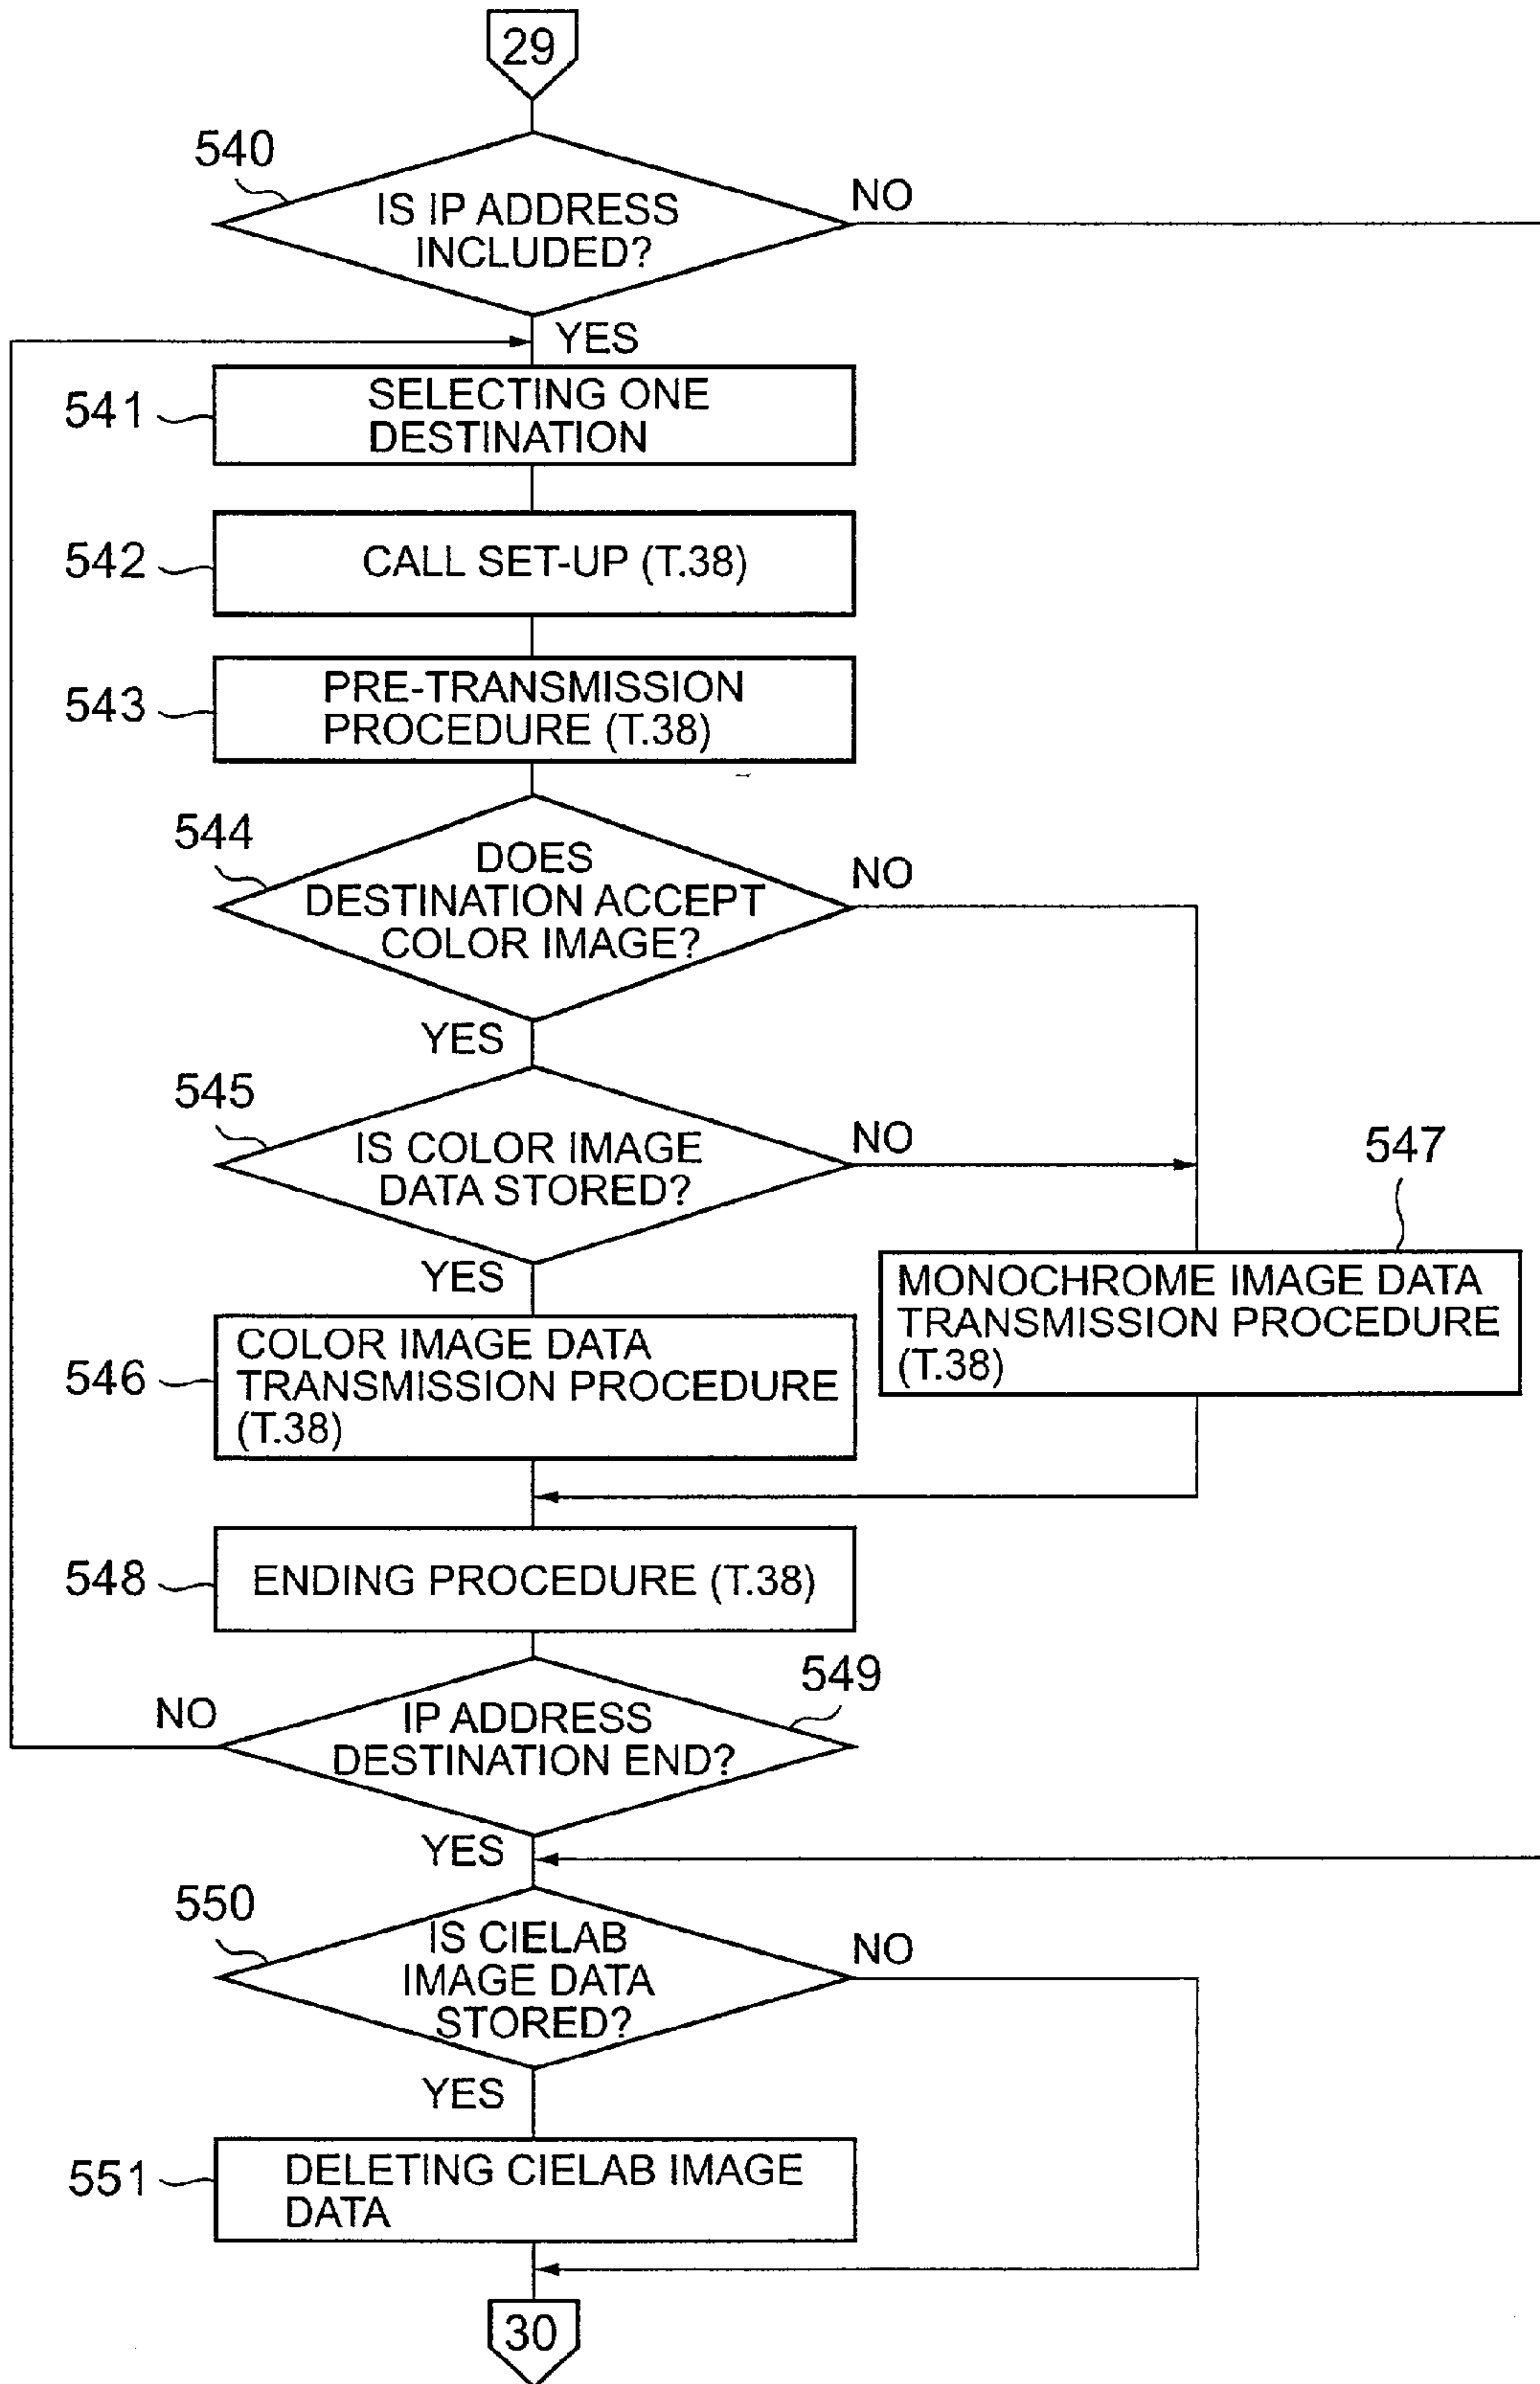 29
540
IS IP ADDRESS
INCLUDED?
NO
YES
541
SELECTING ONE
DESTINATION
542
CALL SET-UP (T.38)
543
PRE-TRANSMISSION
PROCEDURE (T.38)
544
DOES
DESTINATION ACCEPT
COLOR IMAGE?
NO
YES
545
IS COLOR IMAGE
DATA STORED?
NO
YES
547
MONOCHROME IMAGE DATA
TRANSMISSION PROCEDURE
(T.38)
546
COLOR IMAGE DATA
TRANSMISSION PROCEDURE
(T.38)
548
ENDING PROCEDURE (T.38)
549
IP ADDRESS
DESTINATION END?
NO
YES
550
IS CIELAB
IMAGE DATA
STORED?
NO
YES
551
DELETING CIELAB IMAGE
DATA
30